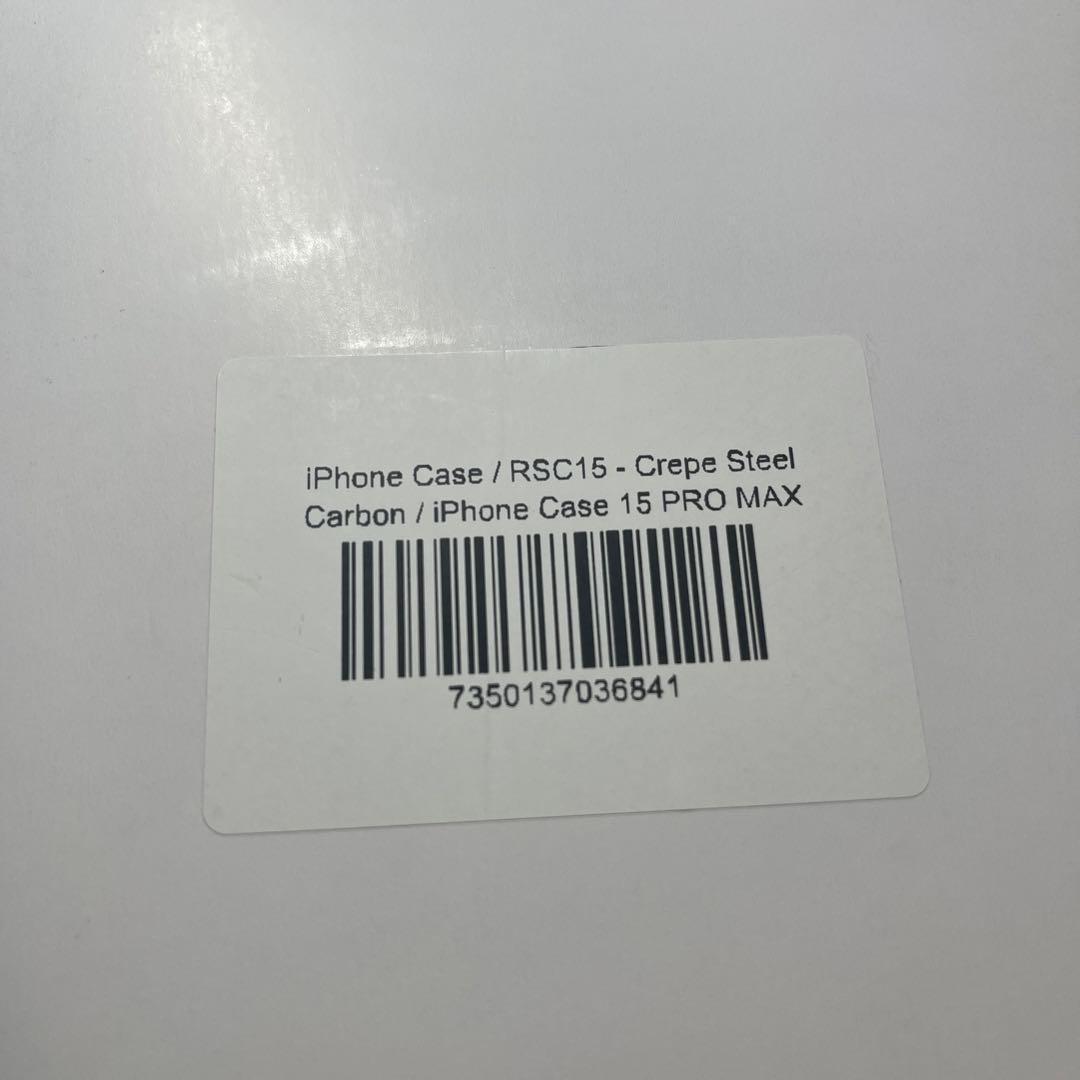 iPhone Case / RSC15 - Crepe Steel
Carbon / iPhone Case 15 PRO MAX
7350137036841